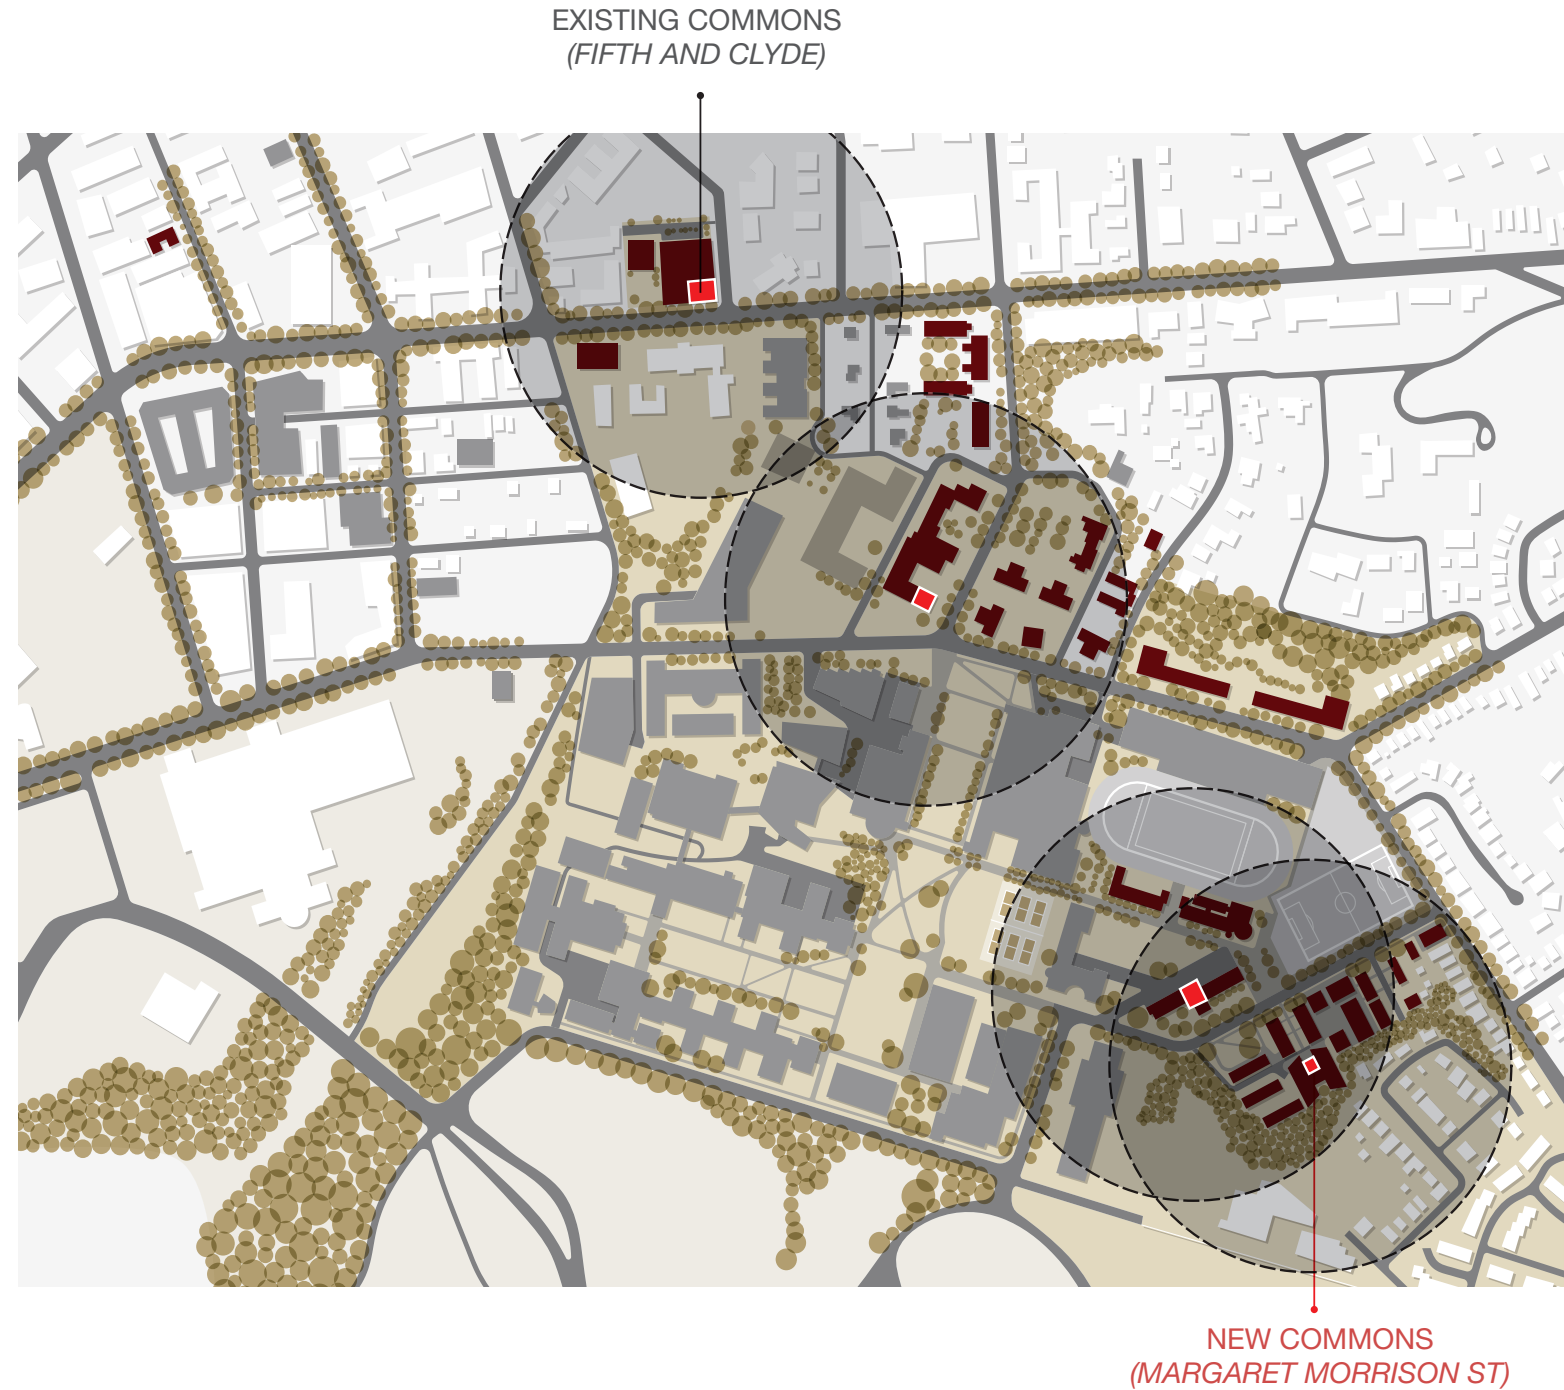 EXISTING COMMONS
(FIFTH AND CLYDE)
NEW COMMONS
(MARGARET MORRISON ST)